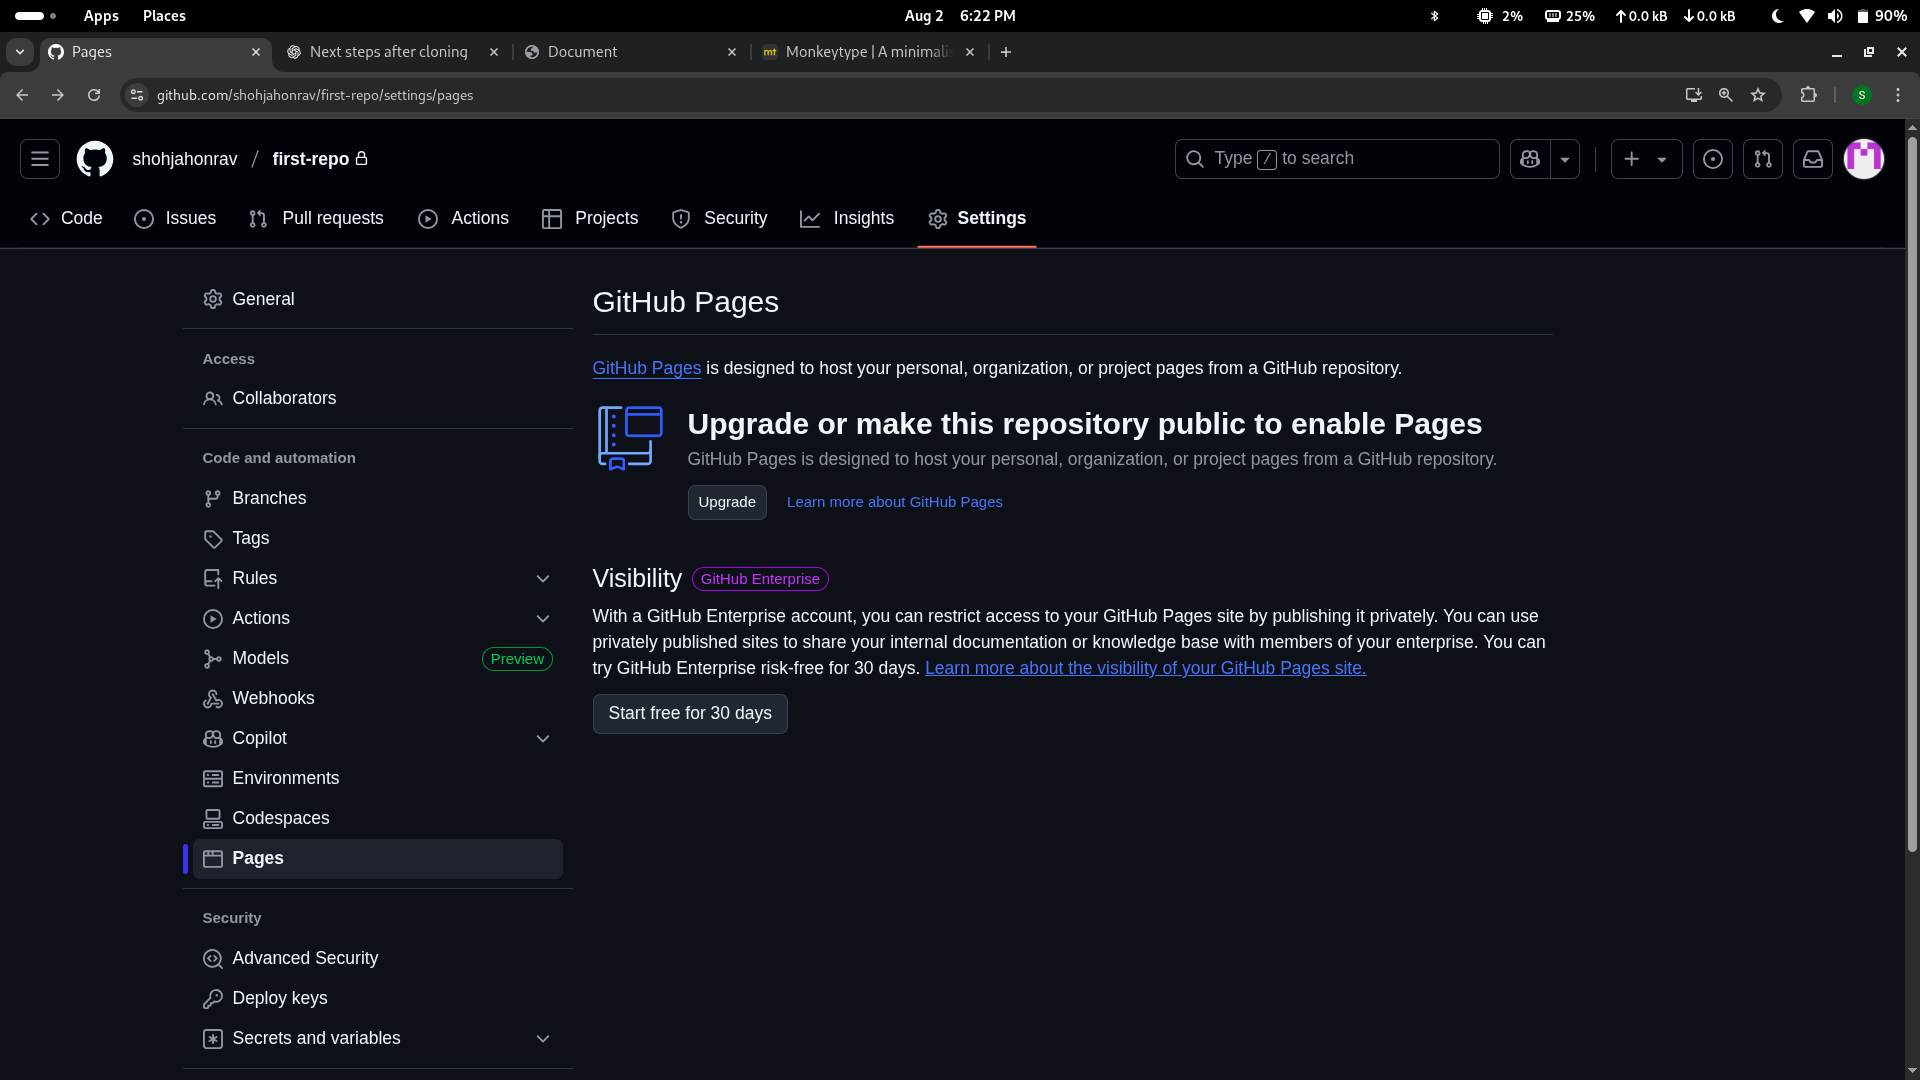 Apps Places Aug 2 6:22 PM 2% 25% 0.0 kB 0.0 kB 90%
Pages Next steps after cloning Document mt Monkeytype | A minimali
github.com/shohjahonrav/first-repo/settings/pages S
shohjahonrav / first-repo Type / to search
Code Issues Pull requests Actions Projects Security Insights Settings
General
Access
Collaborators
Code and automation
Branches
Tags
Rules
Actions
Models Preview
Webhooks
Copilot
Environments
Codespaces
Pages
Security
Advanced Security
Deploy keys
Secrets and variables
GitHub Pages
GitHub Pages is designed to host your personal, organization, or project pages from a GitHub repository.
Upgrade or make this repository public to enable Pages
GitHub Pages is designed to host your personal, organization, or project pages from a GitHub repository.
Upgrade Learn more about GitHub Pages
Visibility GitHub Enterprise
With a GitHub Enterprise account, you can restrict access to your GitHub Pages site by publishing it privately. You can use
privately published sites to share your internal documentation or knowledge base with members of your enterprise. You can
try GitHub Enterprise risk-free for 30 days. Learn more about the visibility of your GitHub Pages site.
Start free for 30 days